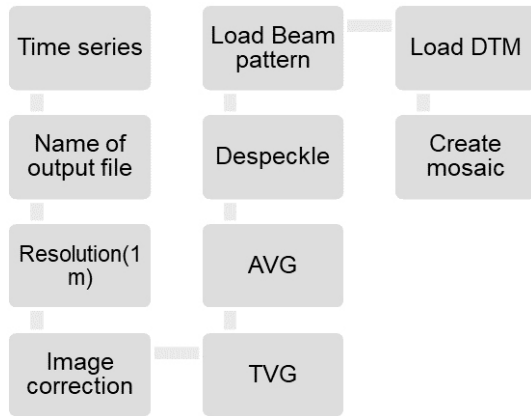 Time series
Name of
output file
Resolution(1
m)
Image
correction
TVG
AVG
Despeckle
Load Beam
pattern
Load DTM
Create
mosaic